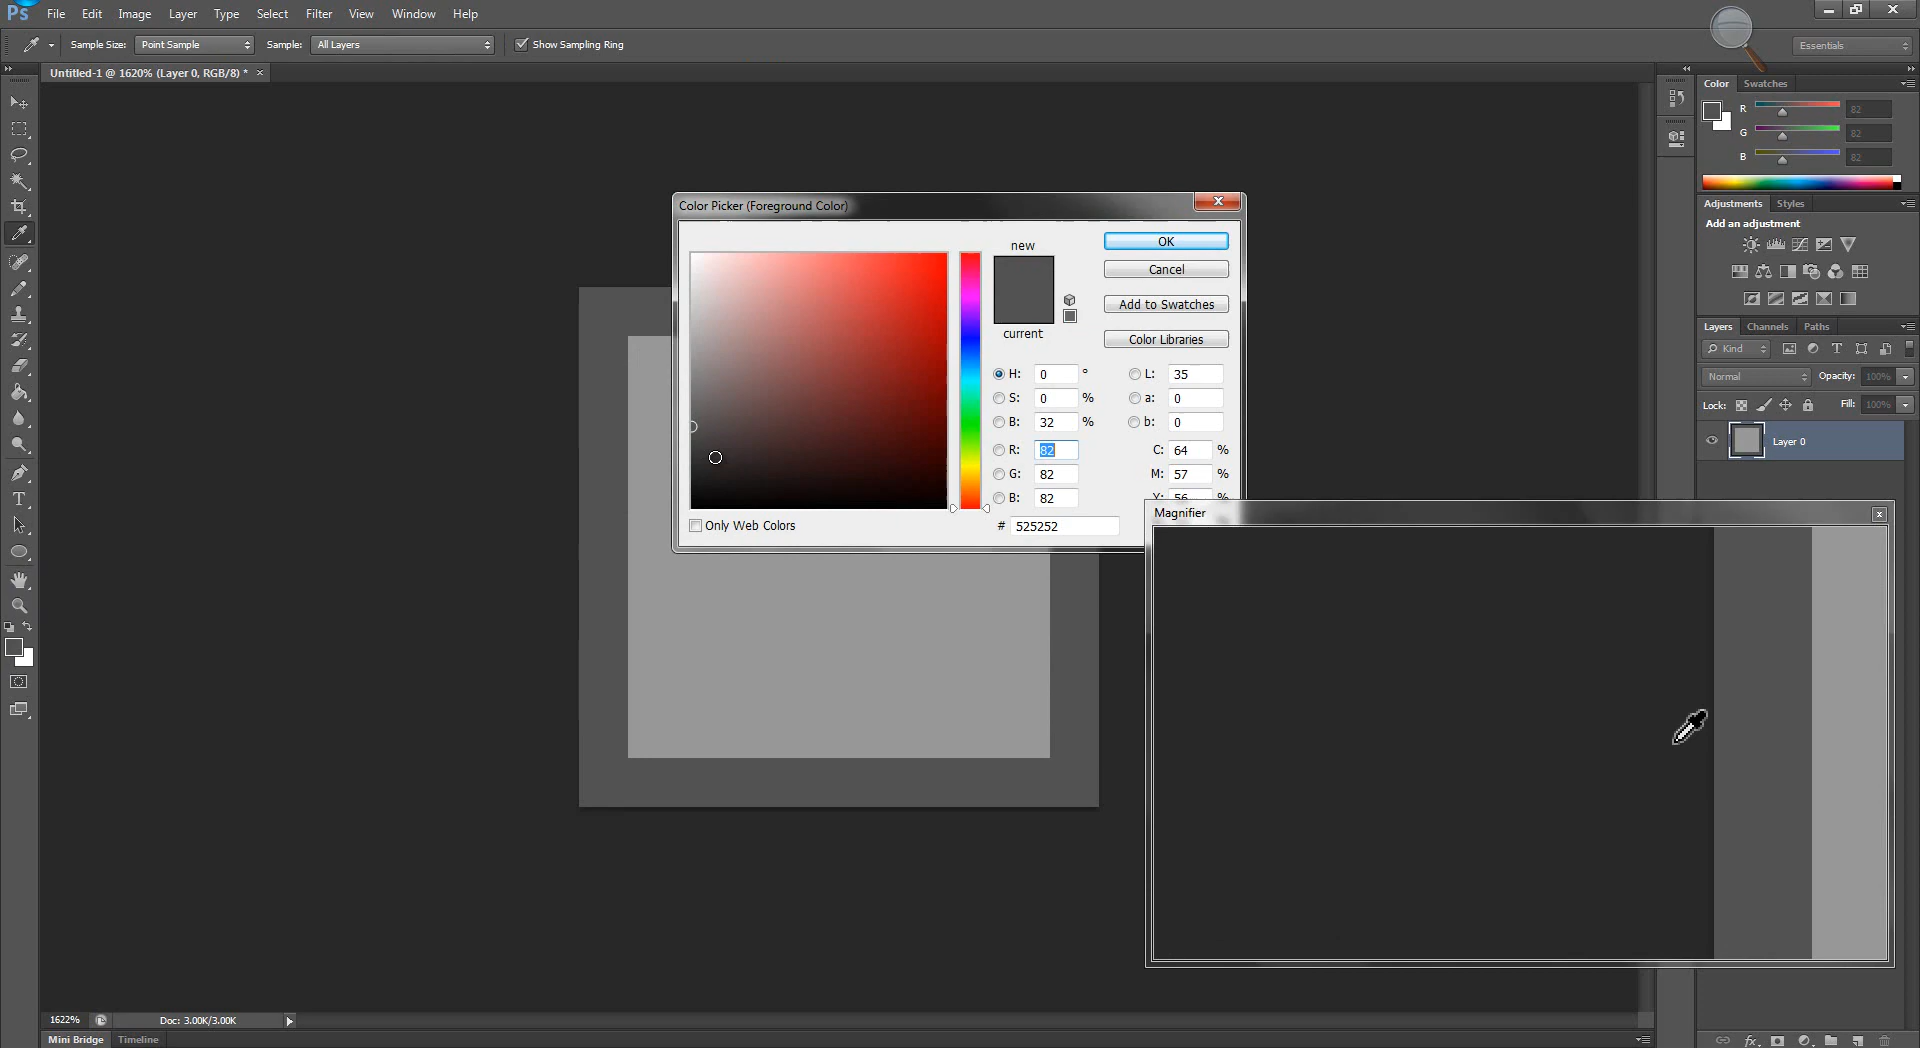 Ps File Edit Image Layer Type Select Filter View Window Help
Sample Size: Point Sample Sample: All Layers Show Sampling Ring Essentials
Untitled-1 @ 1620% (Layer 0, RGB/8) * ×
Color Swatches
R 82
G 82
B 82
Adjustments Styles
Add an adjustment
Layers Channels Paths
Kind
Normal Opacity: 100%
Lock: Fill: 100%
Layer 0
Color Picker (Foreground Color)
new
current
OK
Cancel
Add to Swatches
Color Libraries
H: 0 ° L: 35
S: 0 % a: 0
B: 32 % b: 0
R: 82 C: 64 %
G: 82 M: 57 %
B: 82 Y: 56 %
Only Web Colors # 525252
Magnifier
1622% Doc: 3.00K/3.00K
Mini Bridge Timeline